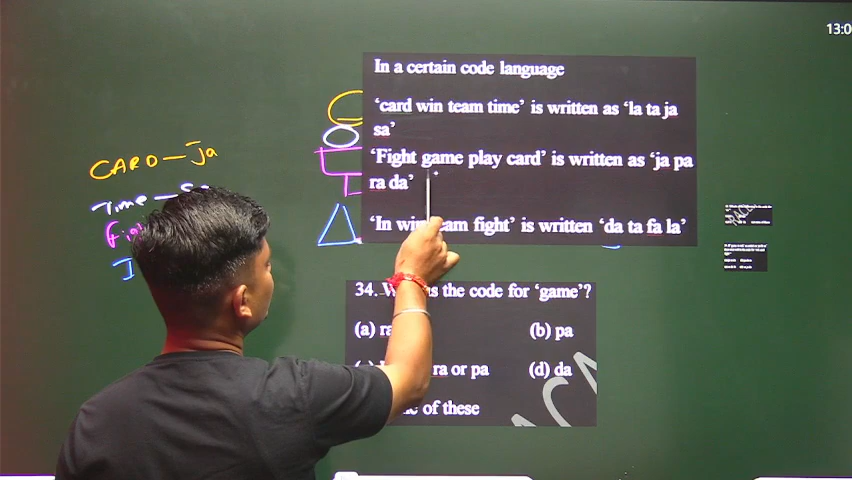 13:0
In a certain code language
'card win team time' is written as 'la ta ja
sa'
'Fight game play card' is written as 'ja pa
ra da'
'In win team fight' is written 'da ta fa la'
CARD – Ja
Time –
34. the code for 'game'?
(a) ra (b) pa
ra or pa (d) da
of these